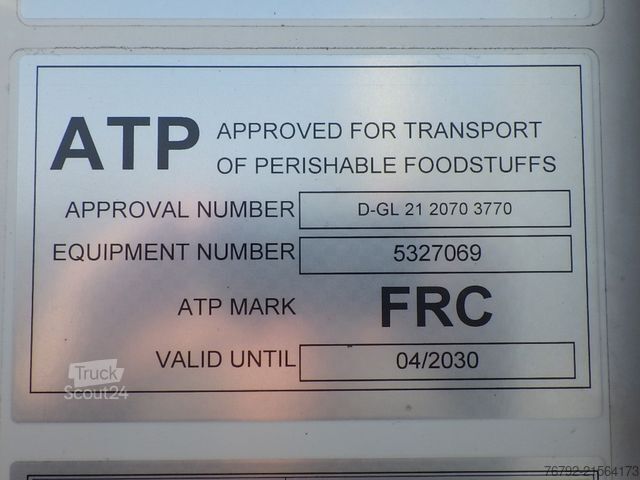 ATP APPROVED FOR TRANSPORT
OF PERISHABLE FOODSTUFFS
APPROVAL NUMBER D-GL 21 2070 3770
EQUIPMENT NUMBER 5327069
ATP MARK FRC
VALID UNTIL 04/2030
Truck
Scout24
76792-21564173